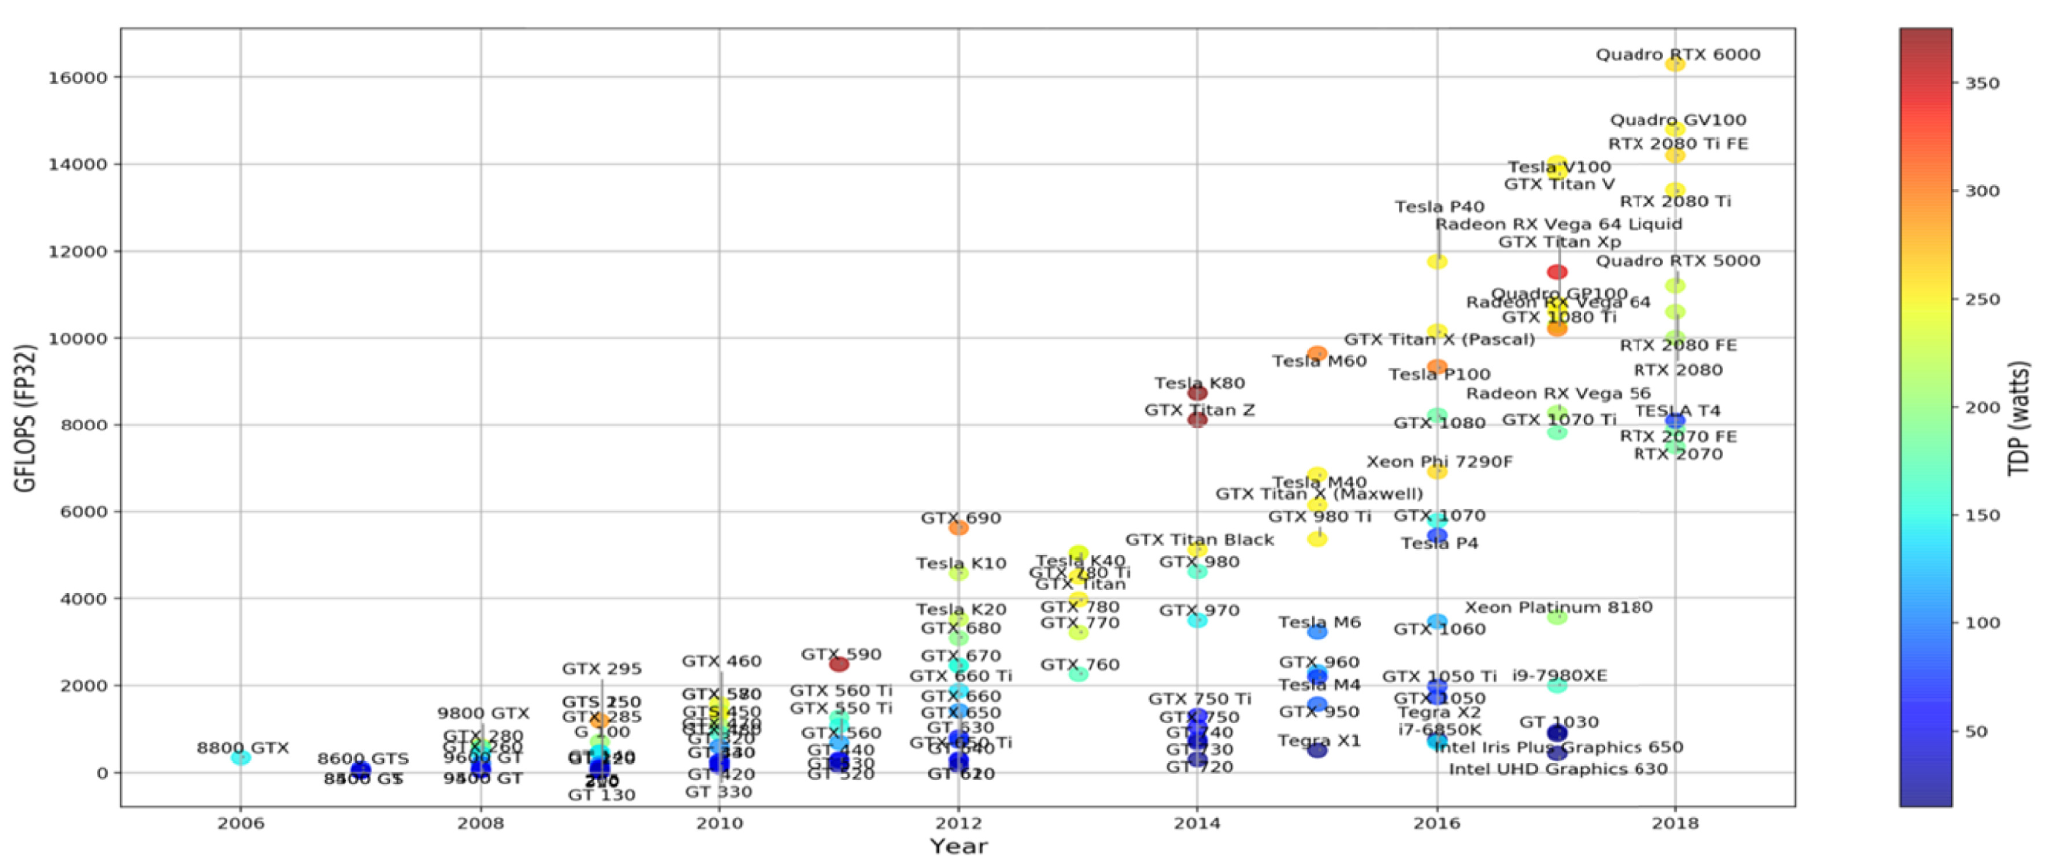 Quadro RTX 6000
16000
350
Quadro GV100
RTX 2080 Ti FE
14000
Tesla V100
GTX Titan V
300
RTX 2080 Ti
Tesla P40
Radeon RX Vega 64 Liquid
GTX Titan Xp
12000
Quadro RTX 5000
250
Quadro GP100
Radeon RX Vega 64
GTX 1080 Ti
10000
GTX Titan X (Pascal)
RTX 2080 FE
Tesla M60
RTX 2080
Tesla P100
Tesla K80
Radeon RX Vega 56
200
GTX Titan Z
TESLA T4
8000
GTX 1080
GTX 1070 Ti
RTX 2070 FE
RTX 2070
Xeon Phi 7290F
GFLOPS (FP32)
TDP (watts)
Tesla M40
GTX Titan X (Maxwell)
150
6000
GTX 690
GTX 980 Ti
GTX 1070
GTX Titan Black
Tesla P4
Tesla K10
Tesla K40
GTX 980
GTX 780 Ti
GTX Titan
4000
Tesla K20
GTX 780
GTX 970
Xeon Platinum 8180
GTX 680
GTX 770
Tesla M6
GTX 1060
100
GTX 670
GTX 590
GTX 760
GTX 960
GTX 295
GTX 460
GTX 660 Ti
GTX 1050 Ti
i9-7980XE
2000
GTX 560 Ti
GTX 660
Tesla M4
GTX 750 Ti
GTX 1050
GTX 550 Ti
GTX 650
GTX 950
Tegra X2
9800 GTX
GTX 285
GTS 450
GTX 750
GT 1030
50
GTX 280
G 100
GTX 560
GT 740
Tegra X1
i7-6850K
8800 GTX
GTX 260
GT 440
GT 730
Intel Iris Plus Graphics 650
8600 GTS
9600 GT
GT 720
Intel UHD Graphics 630
0
GT 420
GT 520
GT 130
GT 330
2006
2008
2010
2012
2014
2016
2018
Year